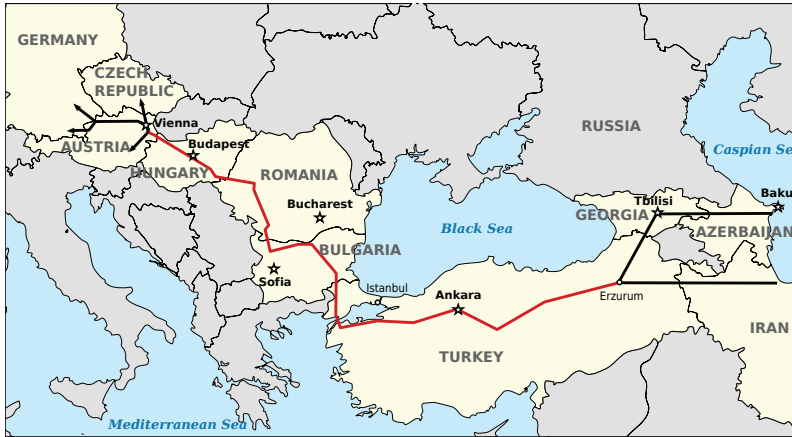 GERMANY
CZECH
REPUBLIC
Vienna
AUSTRIA
Budapest
HUNGARY
ROMANIA
Bucharest
BULGARIA
Sofia
Istanbul
Ankara
TURKEY
Erzurum
Black Sea
RUSSIA
Caspian Se
Tbilisi
GEORGIA
Baku
AZERBAIJAN
IRAN
Mediterranean Sea